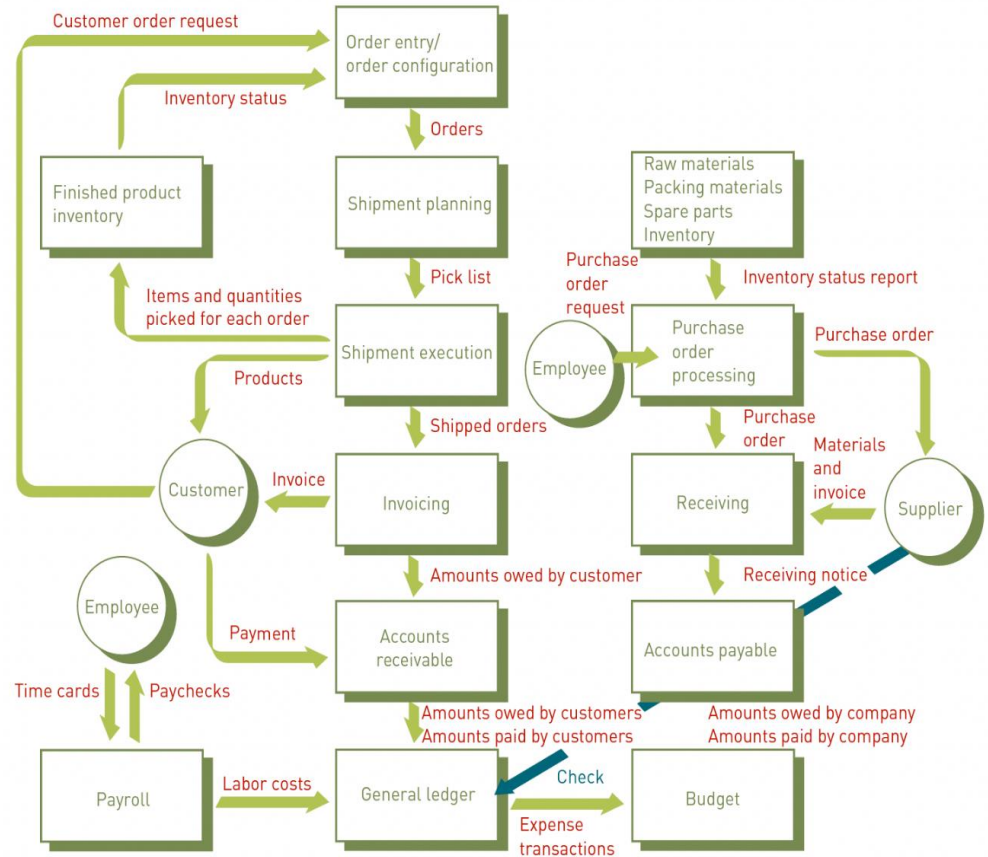 Customer order request
Order entry/
order configuration
Inventory status
Orders
Finished product
inventory
Shipment planning
Raw materials
Packing materials
Spare parts
Inventory
Pick list
Purchase
order
request
Inventory status report
Items and quantities
picked for each order
Shipment execution
Employee
Purchase
order
processing
Purchase order
Products
Shipped orders
Purchase
order
Materials
and
invoice
Customer
Invoice
Invoicing
Receiving
Supplier
Amounts owed by customer
Receiving notice
Employee
Payment
Accounts
receivable
Accounts payable
Time cards
Paychecks
Amounts owed by customers
Amounts paid by customers
Amounts owed by company
Amounts paid by company
Payroll
Labor costs
General ledger
Check
Expense
transactions
Budget